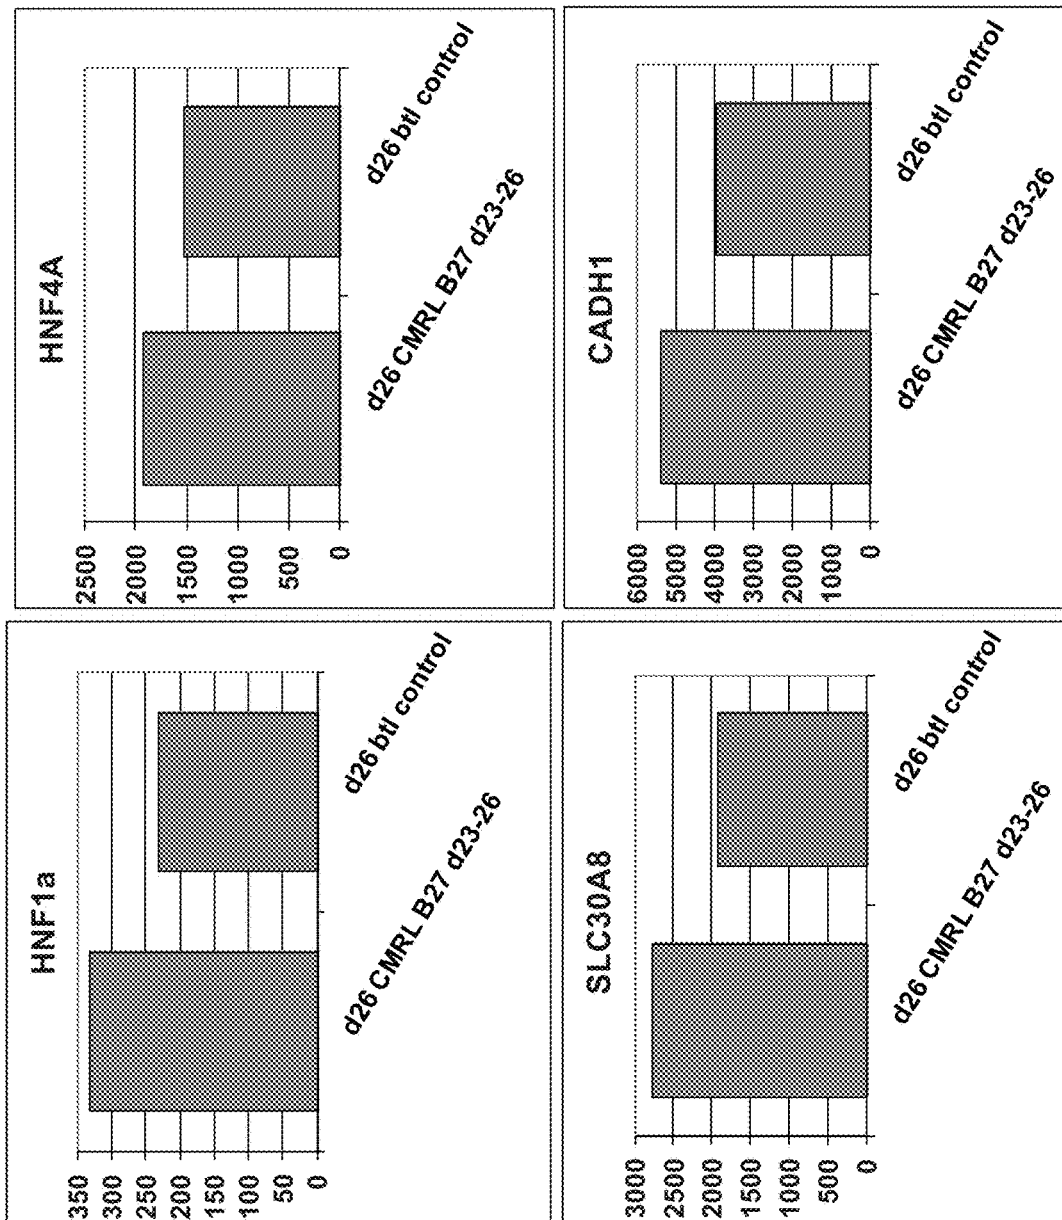 HNF1a
350
300
250
200
150
100
50
0
d26 CMRL B27 d23-26
d26 btl control
HNF4A
2500
2000
1500
1000
500
0
d26 CMRL B27 d23-26
d26 btl control
SLC30A8
3000
2500
2000
1500
1000
500
0
d26 CMRL B27 d23-26
d26 btl control
CADH1
6000
5000
4000
3000
2000
1000
0
d26 CMRL B27 d23-26
d26 btl control